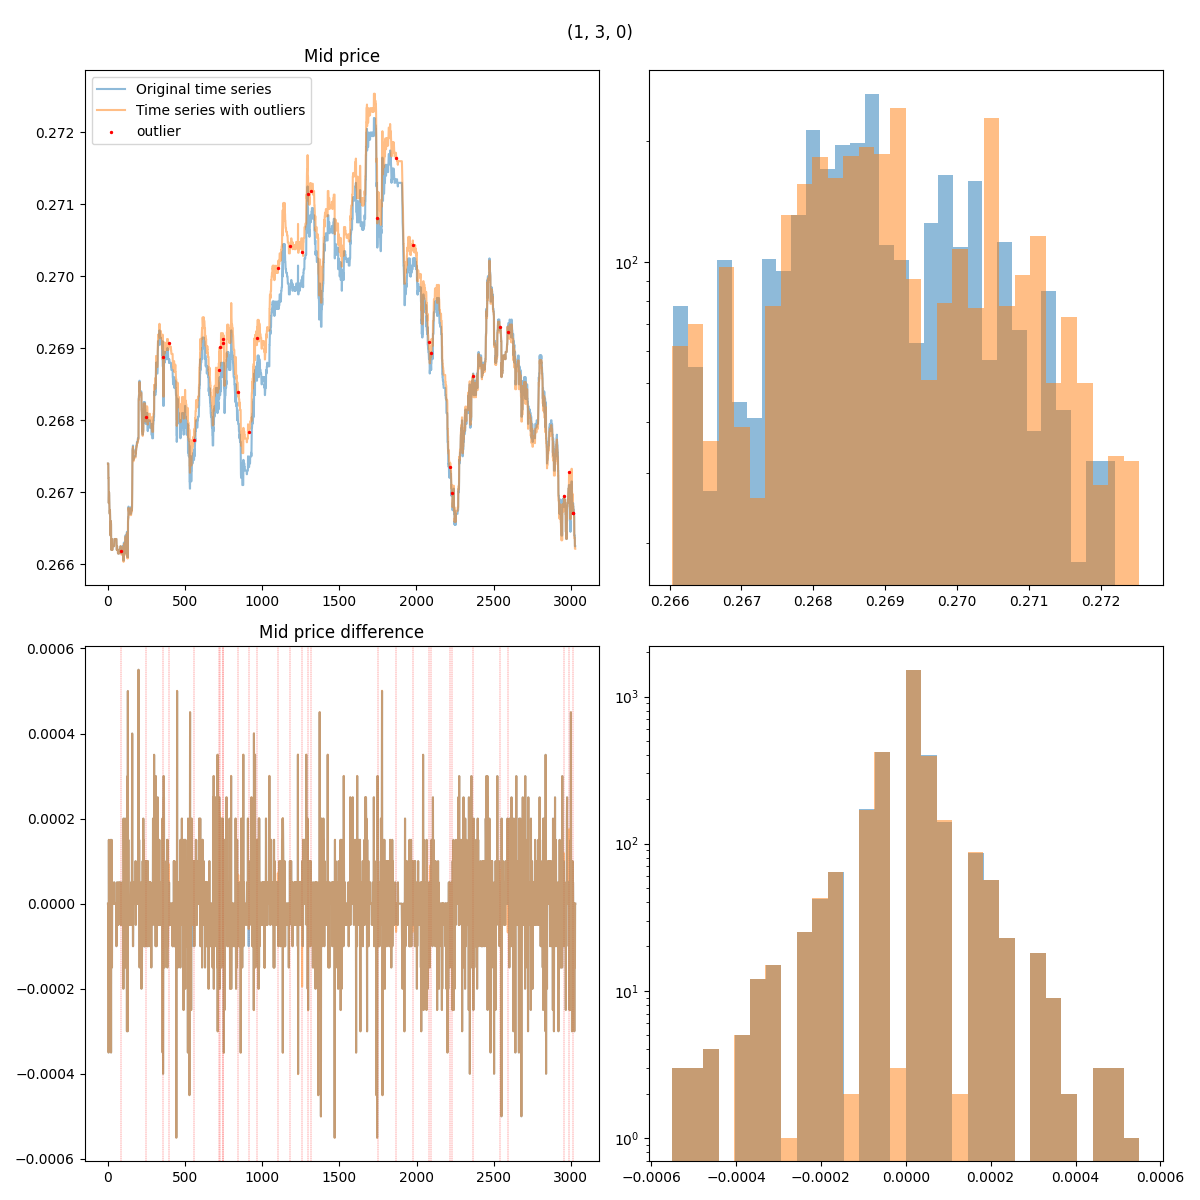 (1, 3, 0)
Mid price
Original time series
Time series with outliers
outlier
0.272
0.271
0.270
0.269
0.268
0.267
0.266
0 500 1000 1500 2000 2500 3000
10²
0.266 0.267 0.268 0.269 0.270 0.271 0.272
Mid price difference
0.0006
0.0004
0.0002
0.0000
−0.0002
−0.0004
−0.0006
0 500 1000 1500 2000 2500 3000
10³
10²
10¹
10⁰
−0.0006 −0.0004 −0.0002 0.0000 0.0002 0.0004 0.0006